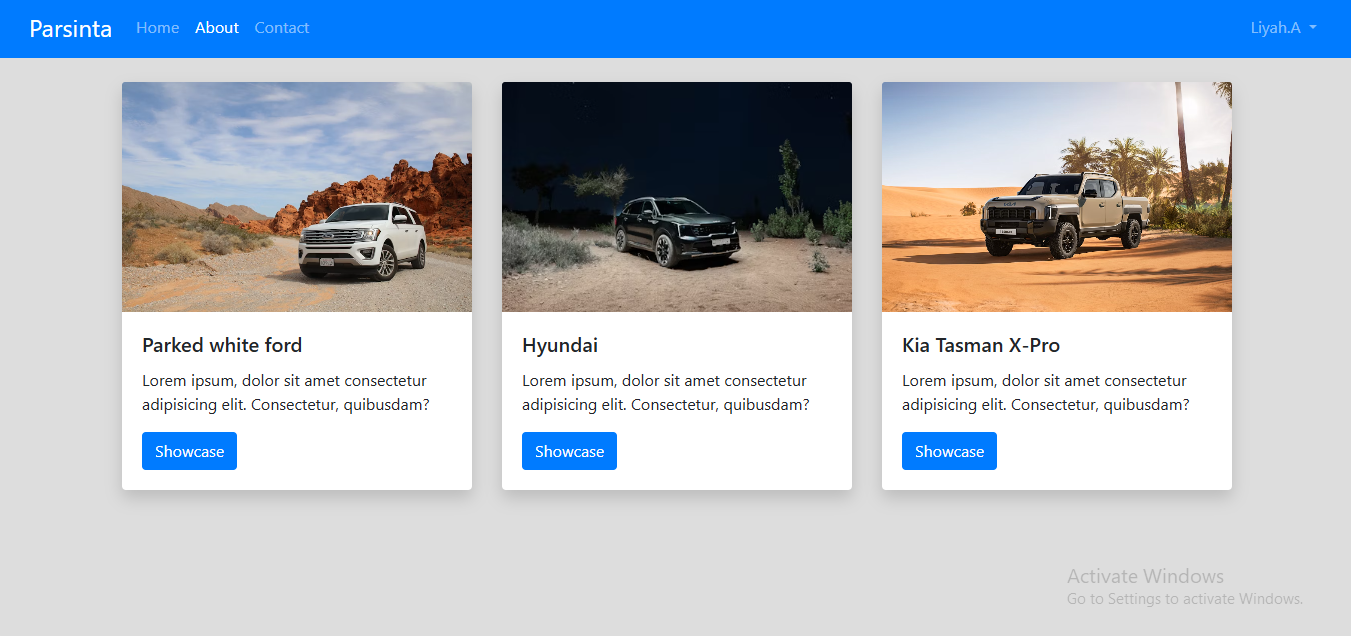 Parsinta Home About Contact Liyah.A
Parked white ford
Lorem ipsum, dolor sit amet consectetur
adipisicing elit. Consectetur, quibusdam?
Showcase
Hyundai
Lorem ipsum, dolor sit amet consectetur
adipisicing elit. Consectetur, quibusdam?
Showcase
Kia Tasman X-Pro
Lorem ipsum, dolor sit amet consectetur
adipisicing elit. Consectetur, quibusdam?
Showcase
Activate Windows
Go to Settings to activate Windows.